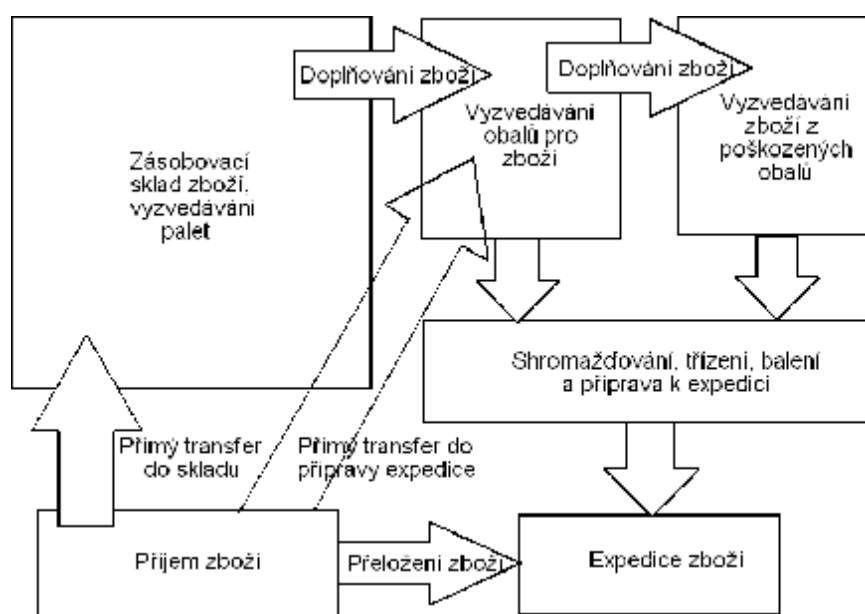 Doplňování zboží
Doplňování zboží
Vyzvedávání
obalů pro
zboží
Vyzvedávání
zboží z
poškozených
obalů
Zásobovací
sklad zboží,
vyzvedávání
palet
Shromažďování, třízení, balení
a příprava k expedici
Přímý transfer
do skladu
Přímý transfer do
přípravy expedice
Příjem zboží
Přeložení zboží
Expedice zboží